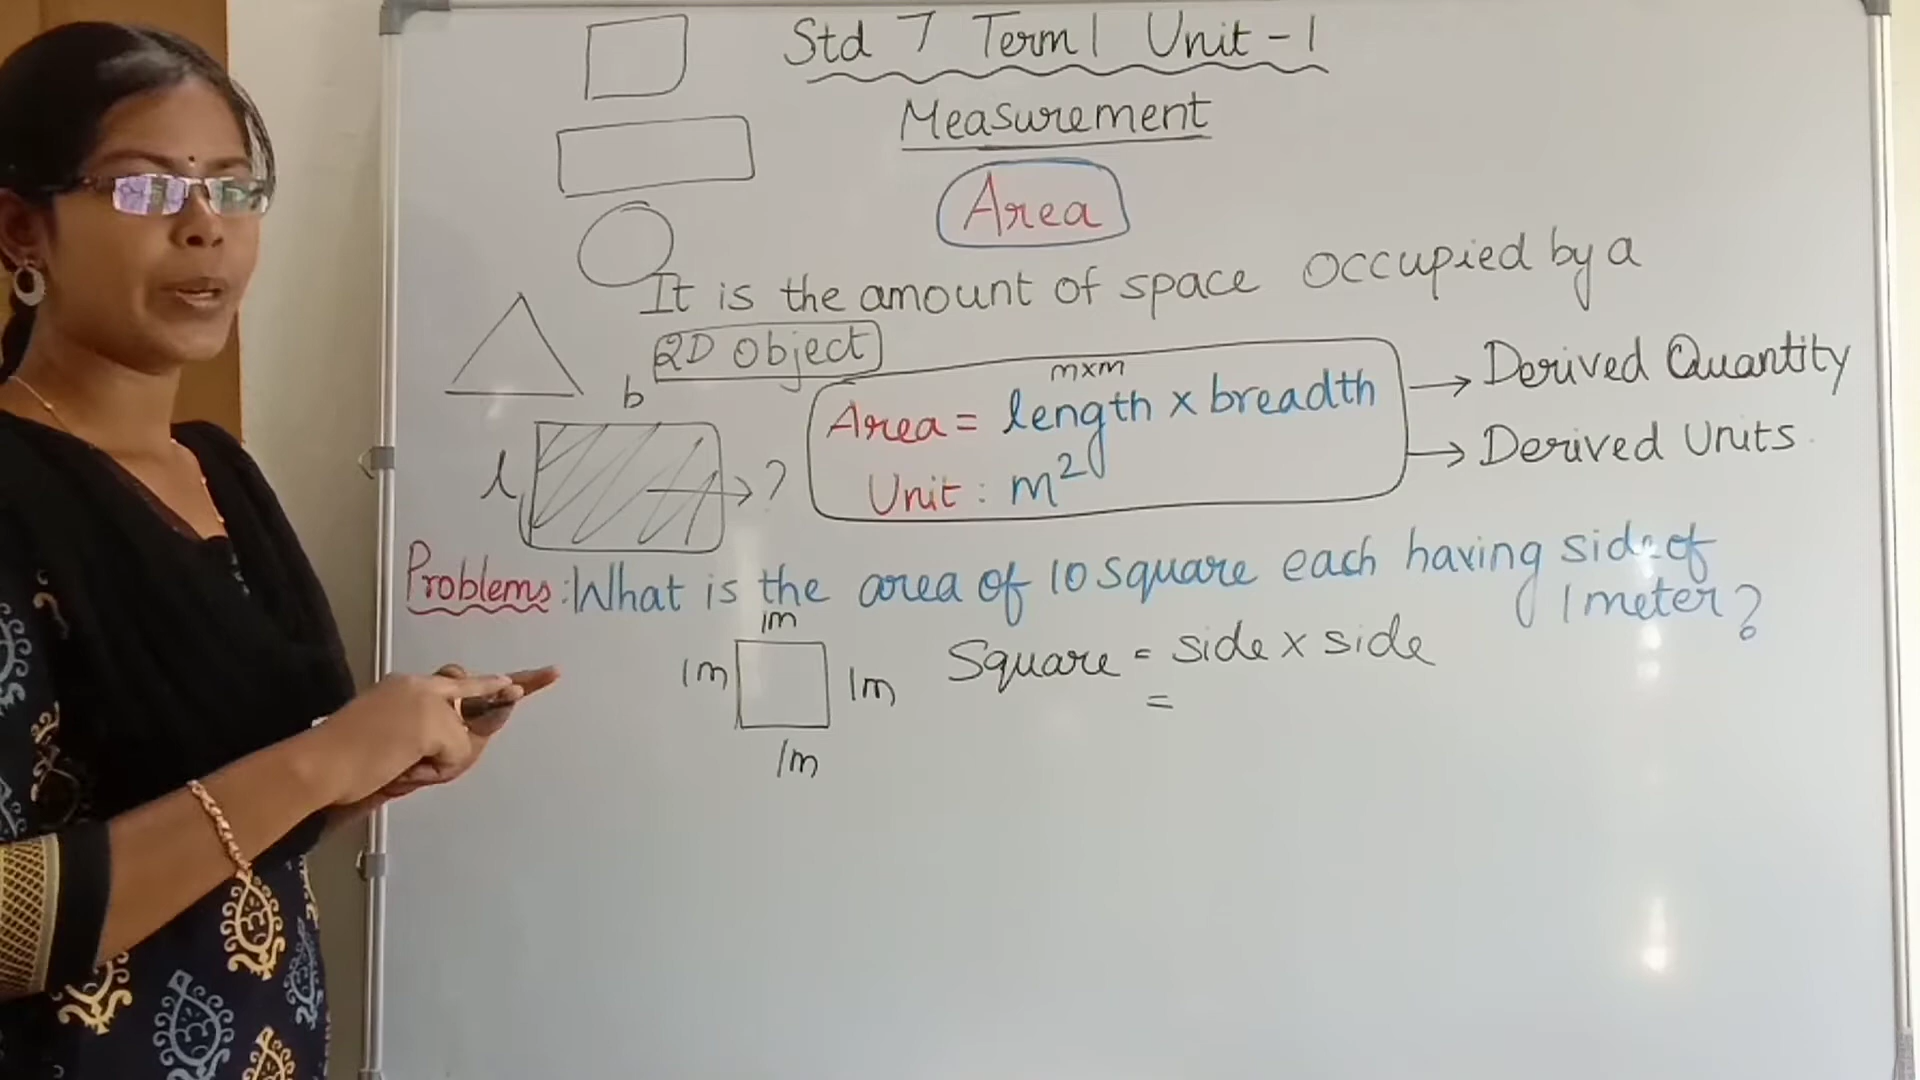 Std 7 Term 1 Unit - 1
Measurement
Area
It is the amount of space occupied by a
2D Object
b
l
?
m×m
Area = length × breadth
Unit : m²
→ Derived Quantity
→ Derived Units
Problems: What is the area of 10 square each having side of
1 meter?
1m
1m
1m
1m
Square = side × side
=